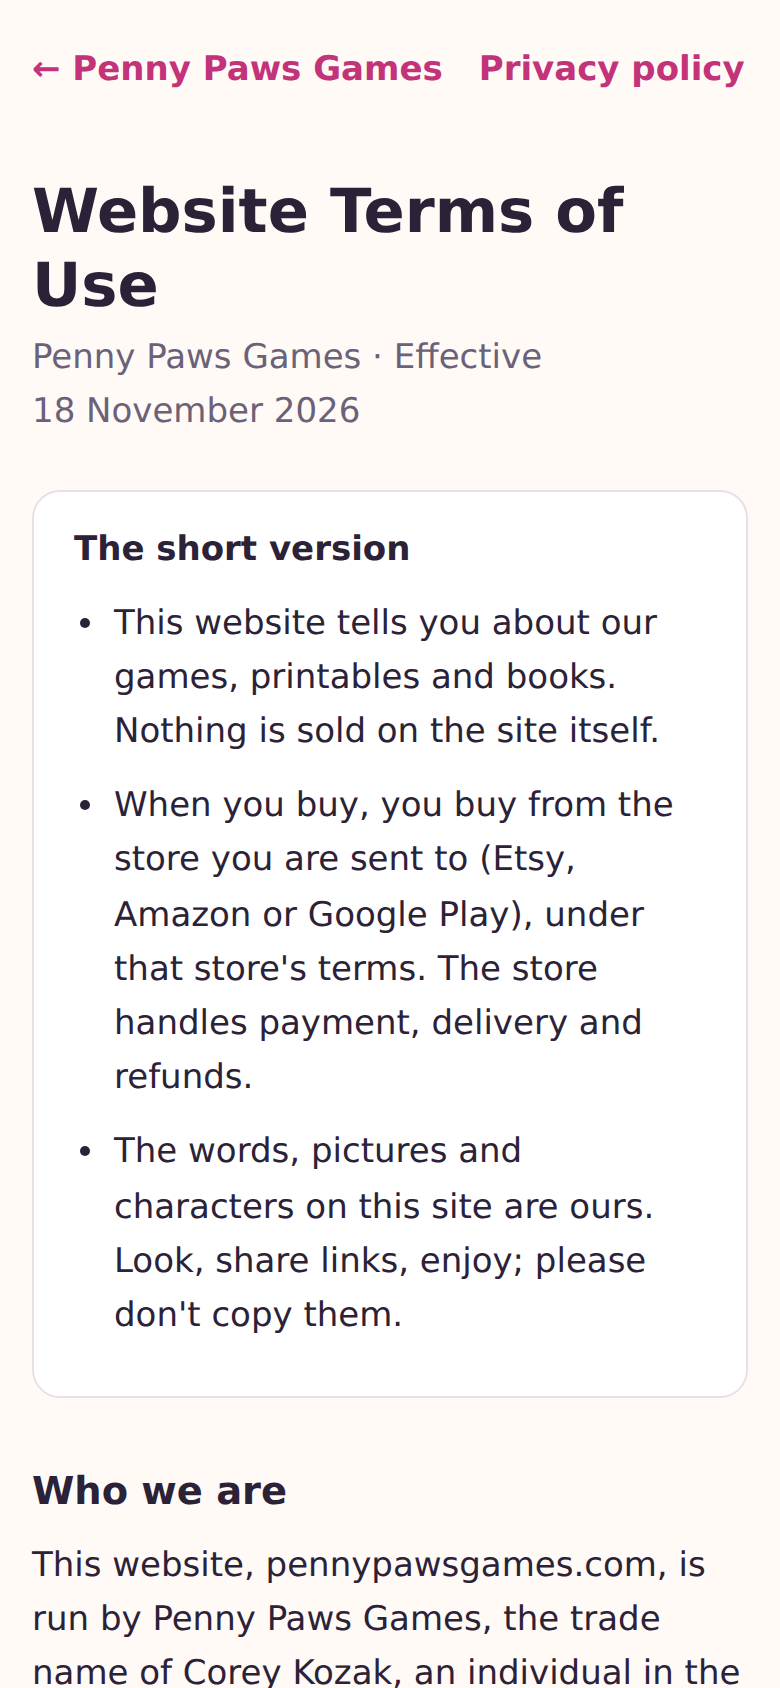 ← Penny Paws Games Privacy policy
Website Terms of
Use
Penny Paws Games · Effective
18 November 2026
The short version
• This website tells you about our
games, printables and books.
Nothing is sold on the site itself.
• When you buy, you buy from the
store you are sent to (Etsy,
Amazon or Google Play), under
that store's terms. The store
handles payment, delivery and
refunds.
• The words, pictures and
characters on this site are ours.
Look, share links, enjoy; please
don't copy them.
Who we are
This website, pennypawsgames.com, is
run by Penny Paws Games, the trade
name of Corey Kozak, an individual in the